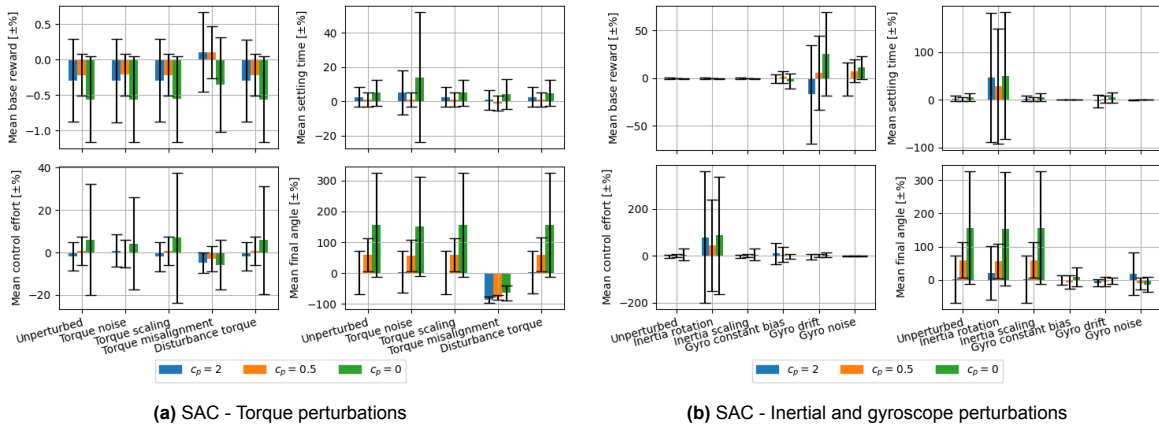 Mean base reward [±%]
0.5
0.0
−0.5
−1.0
Mean settling time [±%]
60
40
20
0
−20
Mean control effort [±%]
40
20
0
−20
Unperturbed
Torque noise
Torque scaling
Torque misalignment
Disturbance torque
Mean final angle [±%]
300
200
100
0
−100
Unperturbed
Torque noise
Torque scaling
Torque misalignment
Disturbance torque
c_p = 2 c_p = 0.5 c_p = 0
(a) SAC - Torque perturbations
Mean base reward [±%]
50
0
−50
Mean settling time [±%]
100
0
−100
Mean control effort [±%]
200
0
−200
Unperturbed
Inertia rotation
Inertia scaling
Gyro constant bias
Gyro drift
Gyro noise
Mean final angle [±%]
300
200
100
0
Unperturbed
Inertia rotation
Inertia scaling
Gyro constant bias
Gyro drift
Gyro noise
c_p = 2 c_p = 0.5 c_p = 0
(b) SAC - Inertial and gyroscope perturbations